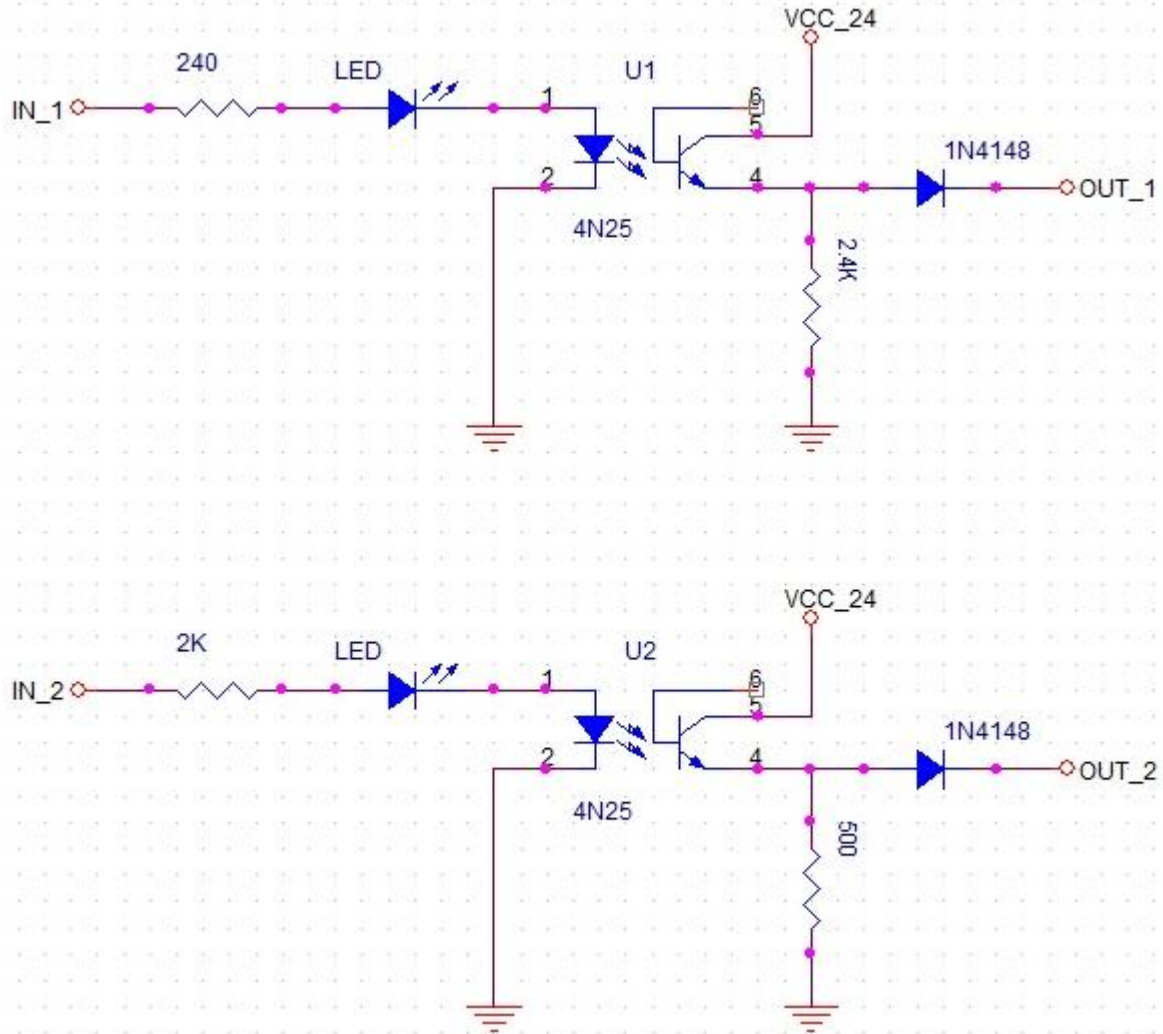 VCC_24
240
LED
U1
IN_1
1
6
5
1N4148
2
4
OUT_1
4N25
2.4K
VCC_24
2K
LED
U2
IN_2
1
6
5
1N4148
2
4
OUT_2
4N25
500